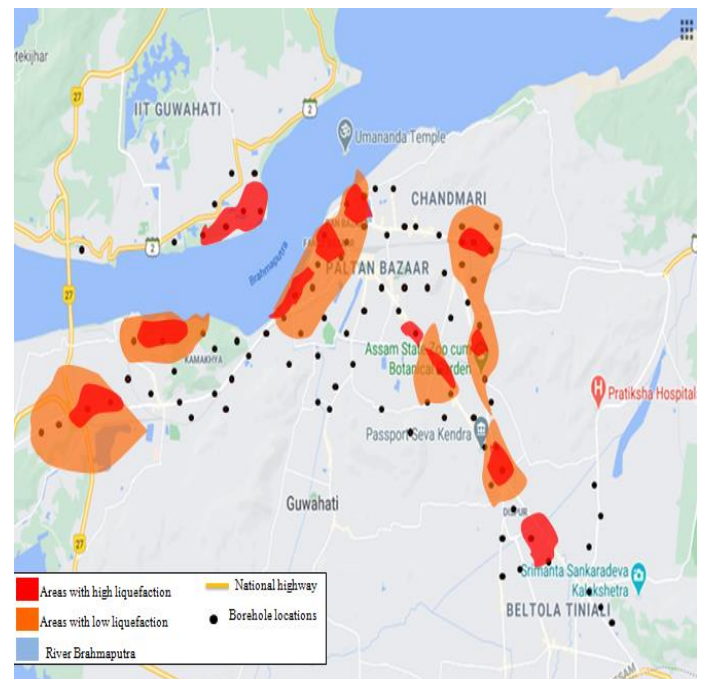 tekijhar
27
IIT GUWAHATI
2
Umananda Temple
CHANDMARI
2
Brahmaputra
PALTAN BAZAAR
27
KAMAKHYA
Assam State Zoo cum
Botanical Garden
Pratiksha Hospital
Passport Seva Kendra
Guwahati
DISPUR
27
Srimanta Sankaradeva
Kalakshetra
BELTOLA TINIALI
Areas with high liquefaction
National highway
Areas with low liquefaction
Borehole locations
River Brahmaputra